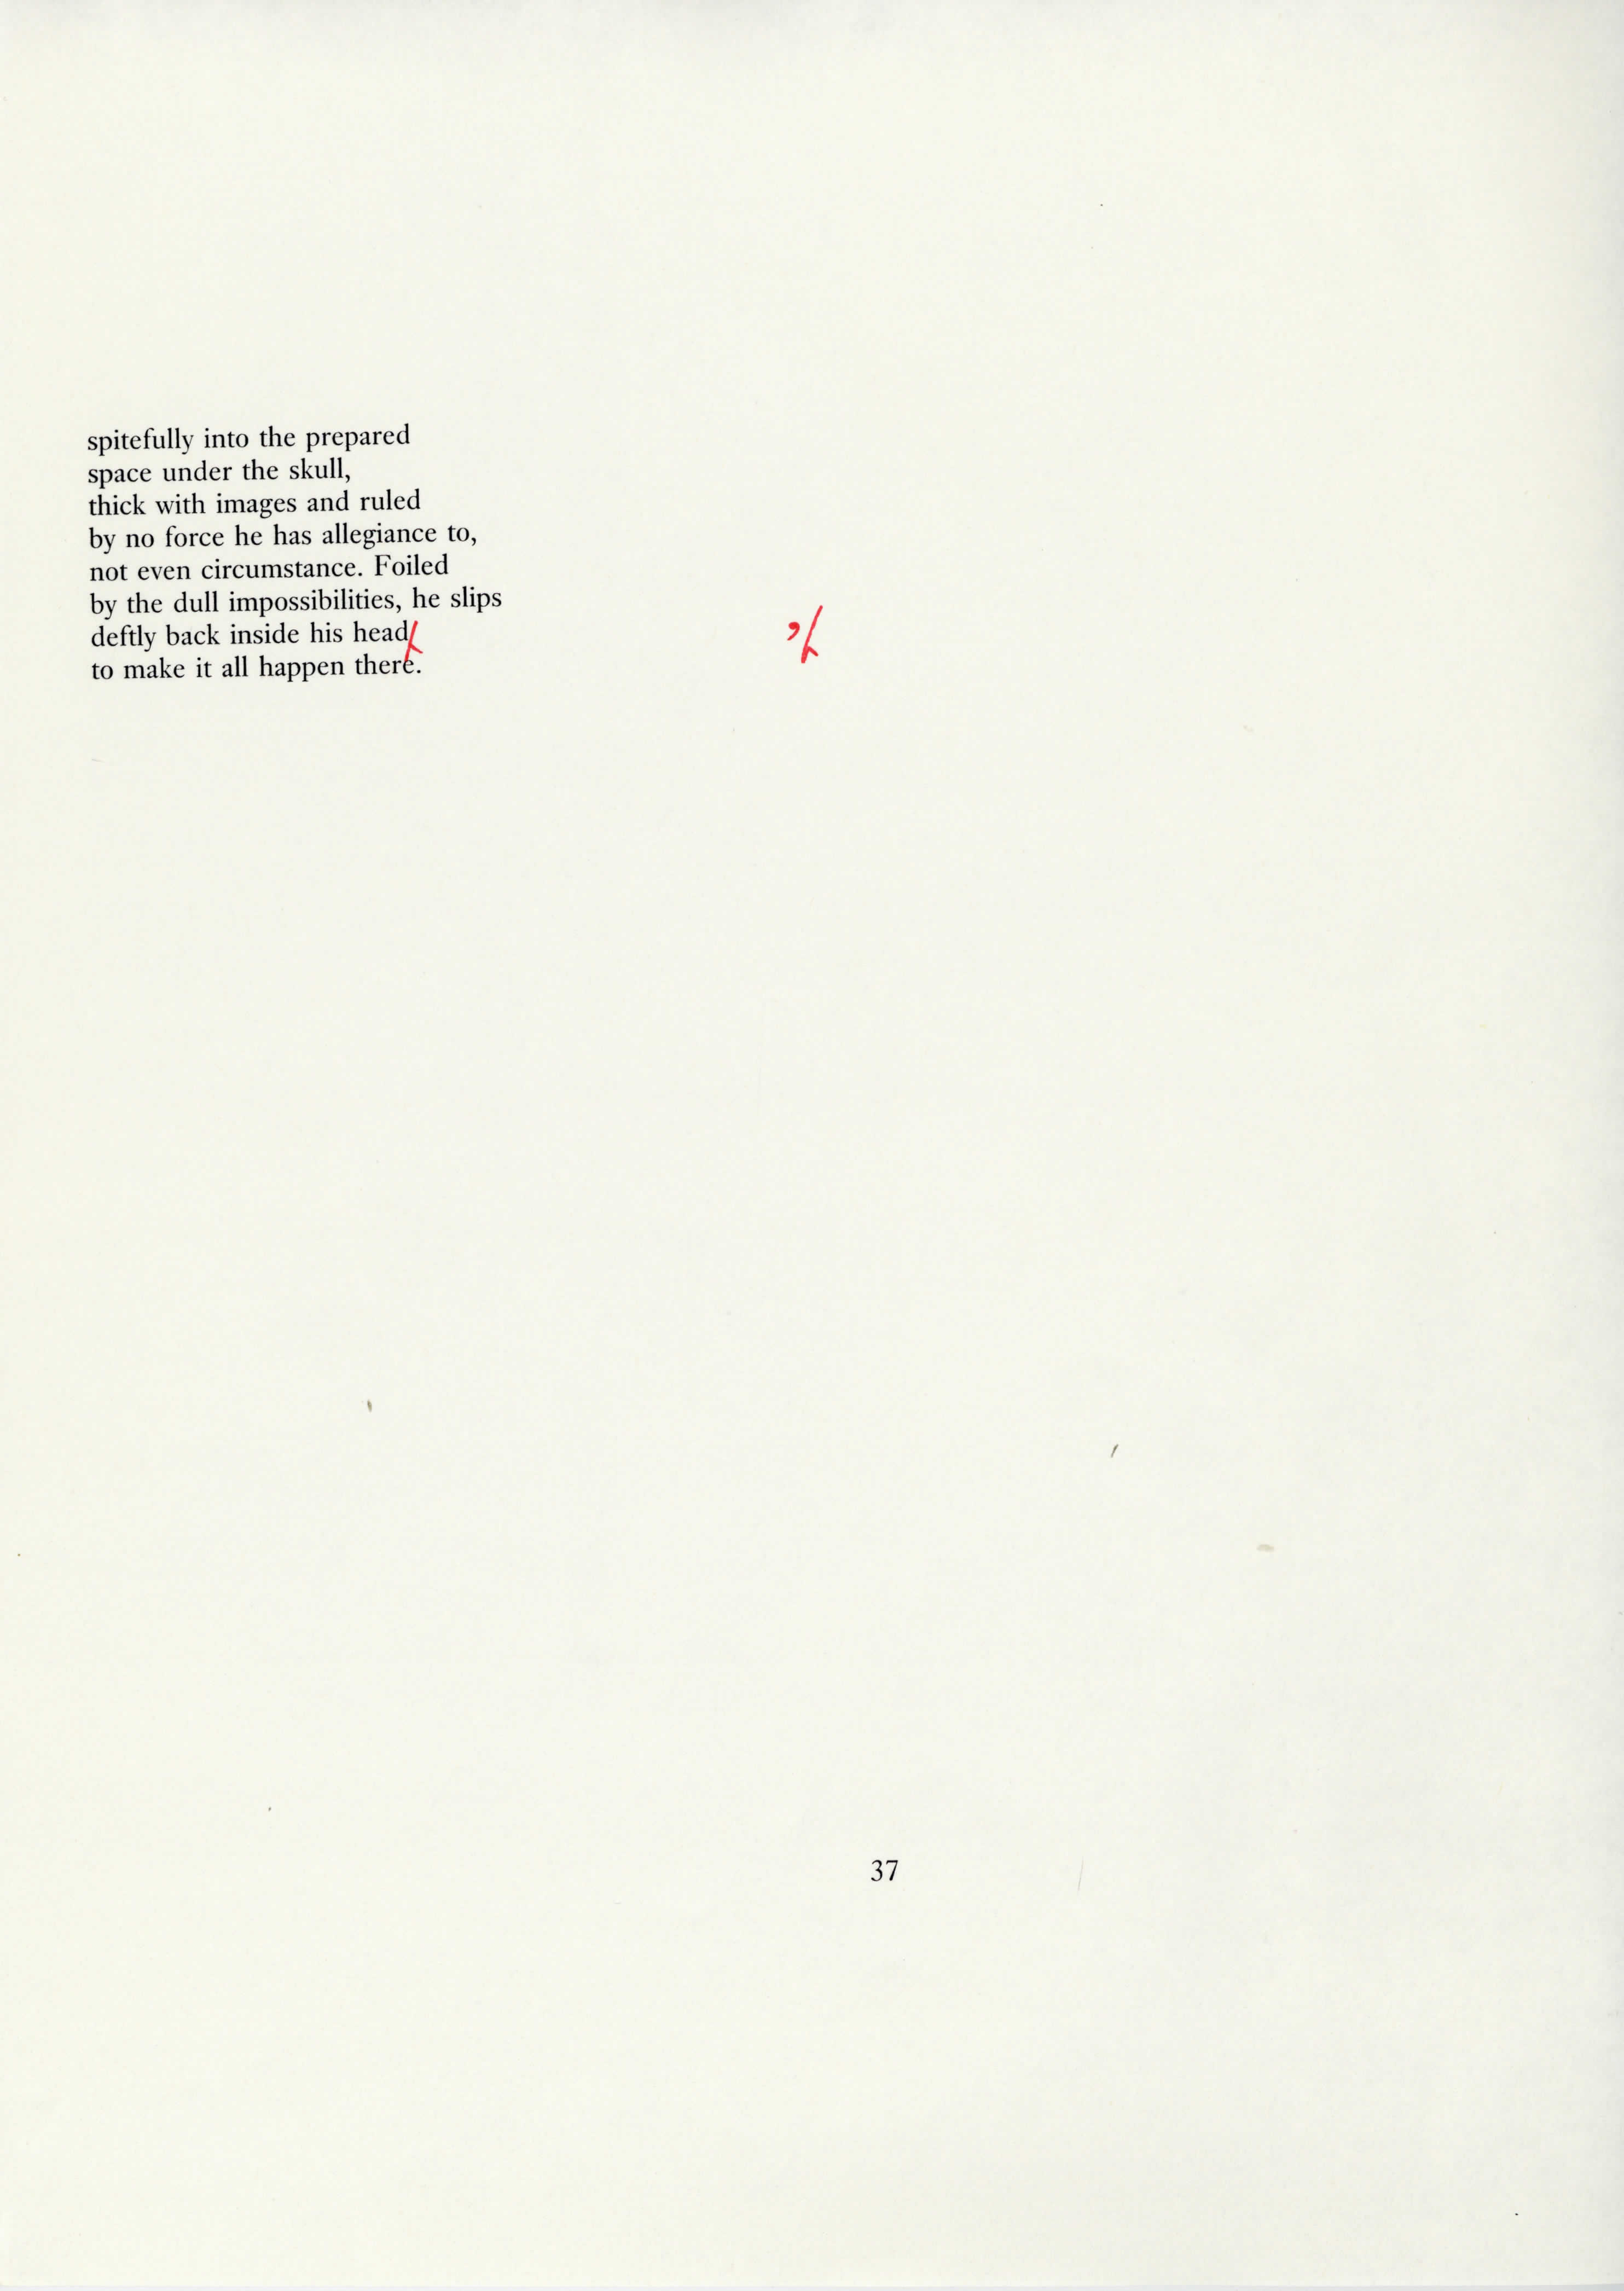 spitefully into the prepared
space under the skull,
thick with images and ruled
by no force he has allegiance to,
not even circumstance. Foiled
by the dull impossibilities, he slips
deftly back inside his head
to make it all happen there.
,/
37